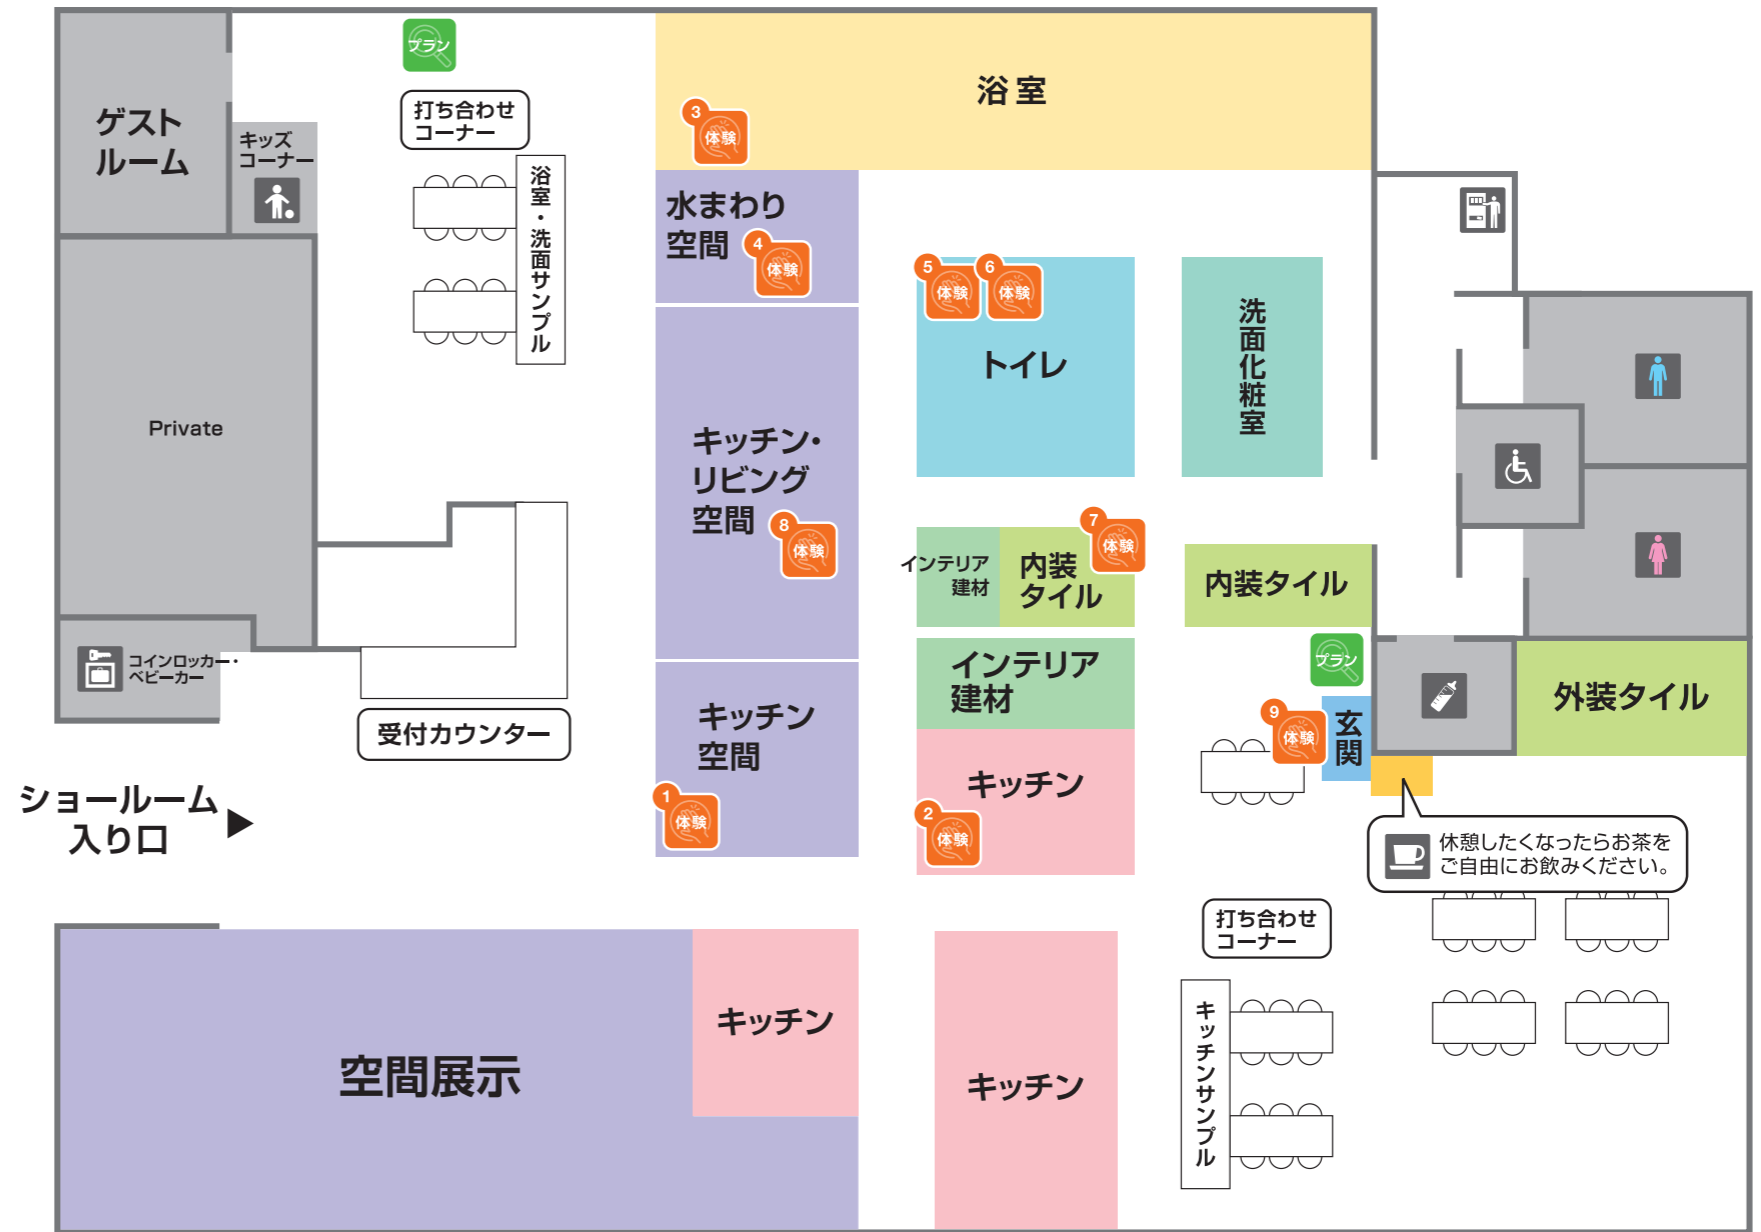 プラン
浴室
ゲスト
ルーム
打ち合わせ
コーナー
3
体験
キッズ
コーナー
浴室・洗面サンプル
水まわり
空間
4
体験
5
体験
6
体験
トイレ
洗面化粧室
Private
キッチン・
リビング
空間
8
体験
インテリア
建材
内装
タイル
7
体験
内装タイル
コインロッカー・
ベビーカー
受付カウンター
キッチン
空間
1
体験
インテリア
建材
キッチン
2
体験
プラン
9
体験
玄関
外装タイル
ショールーム
入り口
休憩したくなったらお茶を
ご自由にお飲みください。
打ち合わせ
コーナー
空間展示
キッチン
キッチン
キッチンサンプル